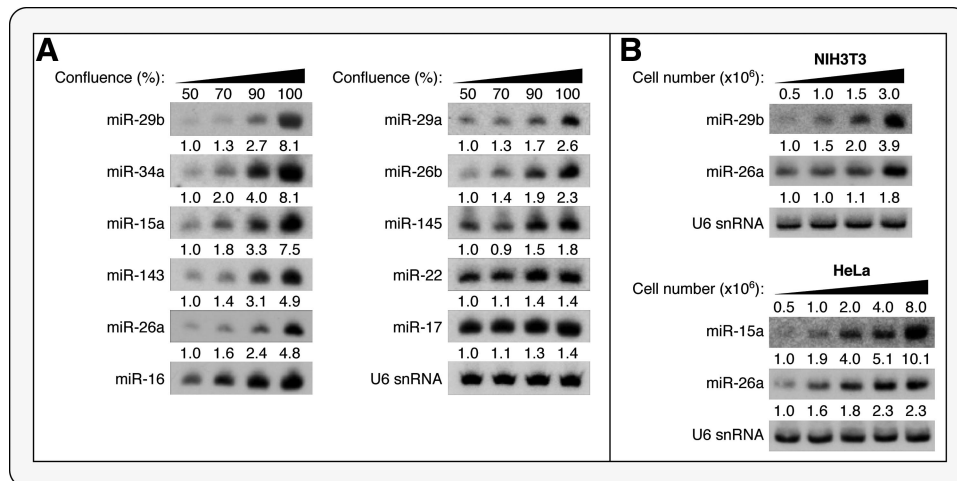 A
Confluence (%):
50 70 90 100
miR-29b
1.0 1.3 2.7 8.1
miR-34a
1.0 2.0 4.0 8.1
miR-15a
1.0 1.8 3.3 7.5
miR-143
1.0 1.4 3.1 4.9
miR-26a
1.0 1.6 2.4 4.8
miR-16
Confluence (%):
50 70 90 100
miR-29a
1.0 1.3 1.7 2.6
miR-26b
1.0 1.4 1.9 2.3
miR-145
1.0 0.9 1.5 1.8
miR-22
1.0 1.1 1.4 1.4
miR-17
1.0 1.1 1.3 1.4
U6 snRNA
B
NIH3T3
Cell number (x10⁶):
0.5 1.0 1.5 3.0
miR-29b
1.0 1.5 2.0 3.9
miR-26a
1.0 1.0 1.1 1.8
U6 snRNA
HeLa
Cell number (x10⁶):
0.5 1.0 2.0 4.0 8.0
miR-15a
1.0 1.9 4.0 5.1 10.1
miR-26a
1.0 1.6 1.8 2.3 2.3
U6 snRNA